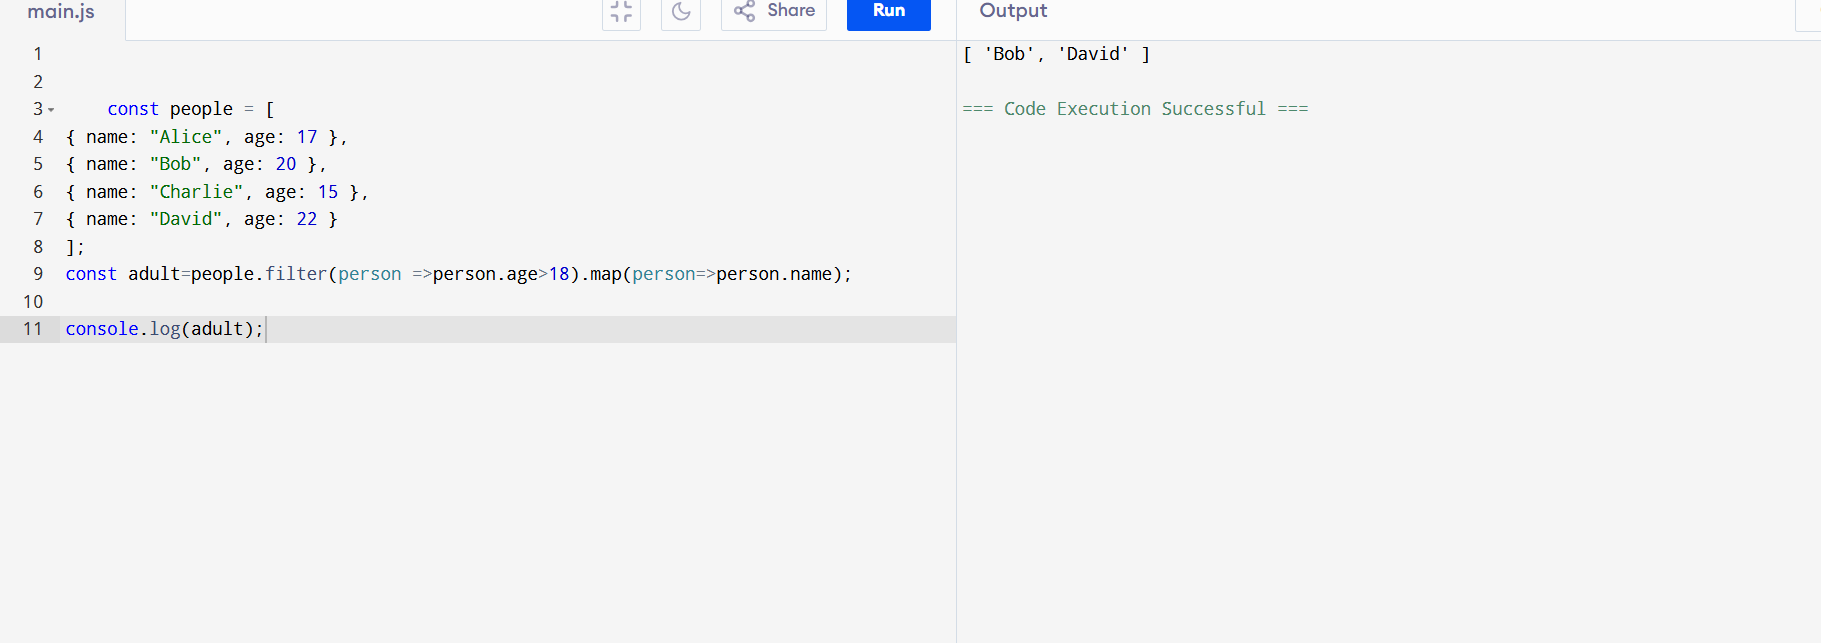 main.js
Share
Run
Output
1
2
3 const people = [
4 { name: "Alice", age: 17 },
5 { name: "Bob", age: 20 },
6 { name: "Charlie", age: 15 },
7 { name: "David", age: 22 }
8 ];
9 const adult=people.filter(person =>person.age>18).map(person=>person.name);
10
11 console.log(adult);
[ 'Bob', 'David' ]
=== Code Execution Successful ===